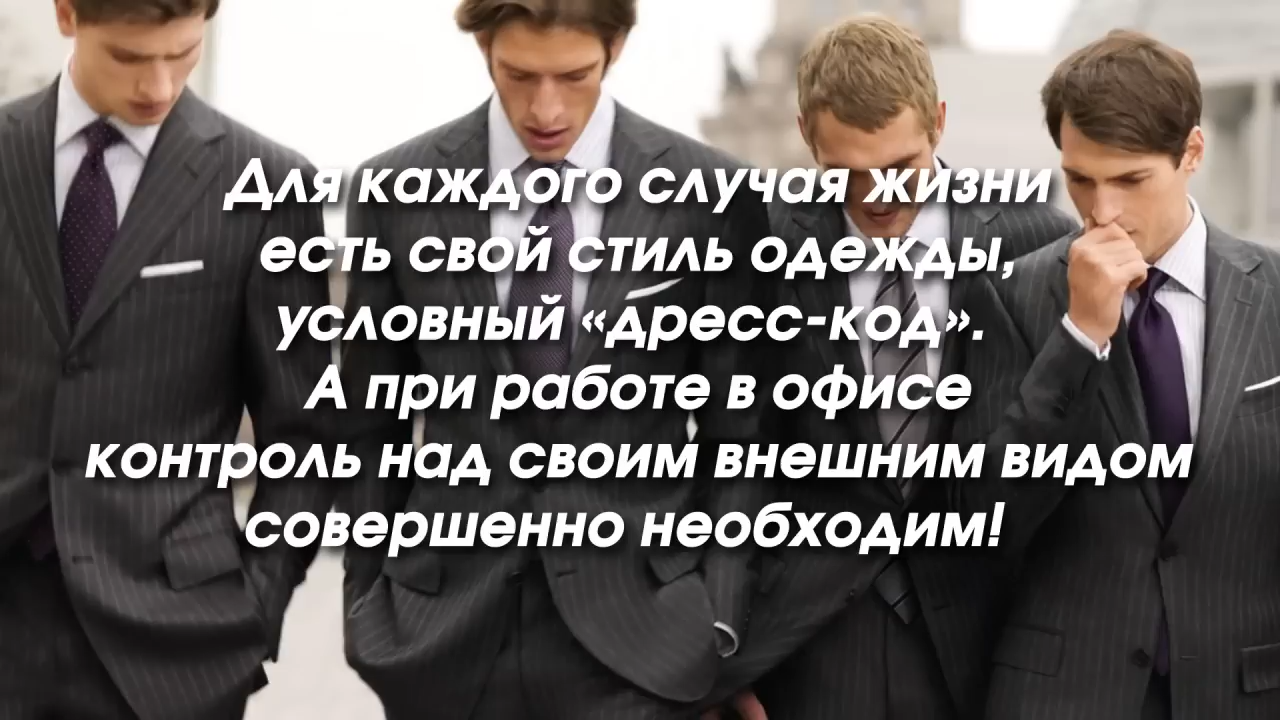 Для каждого случая жизни
есть свой стиль одежды,
условный «дресс-код».
А при работе в офисе
контроль над своим внешним видом
совершенно необходим!